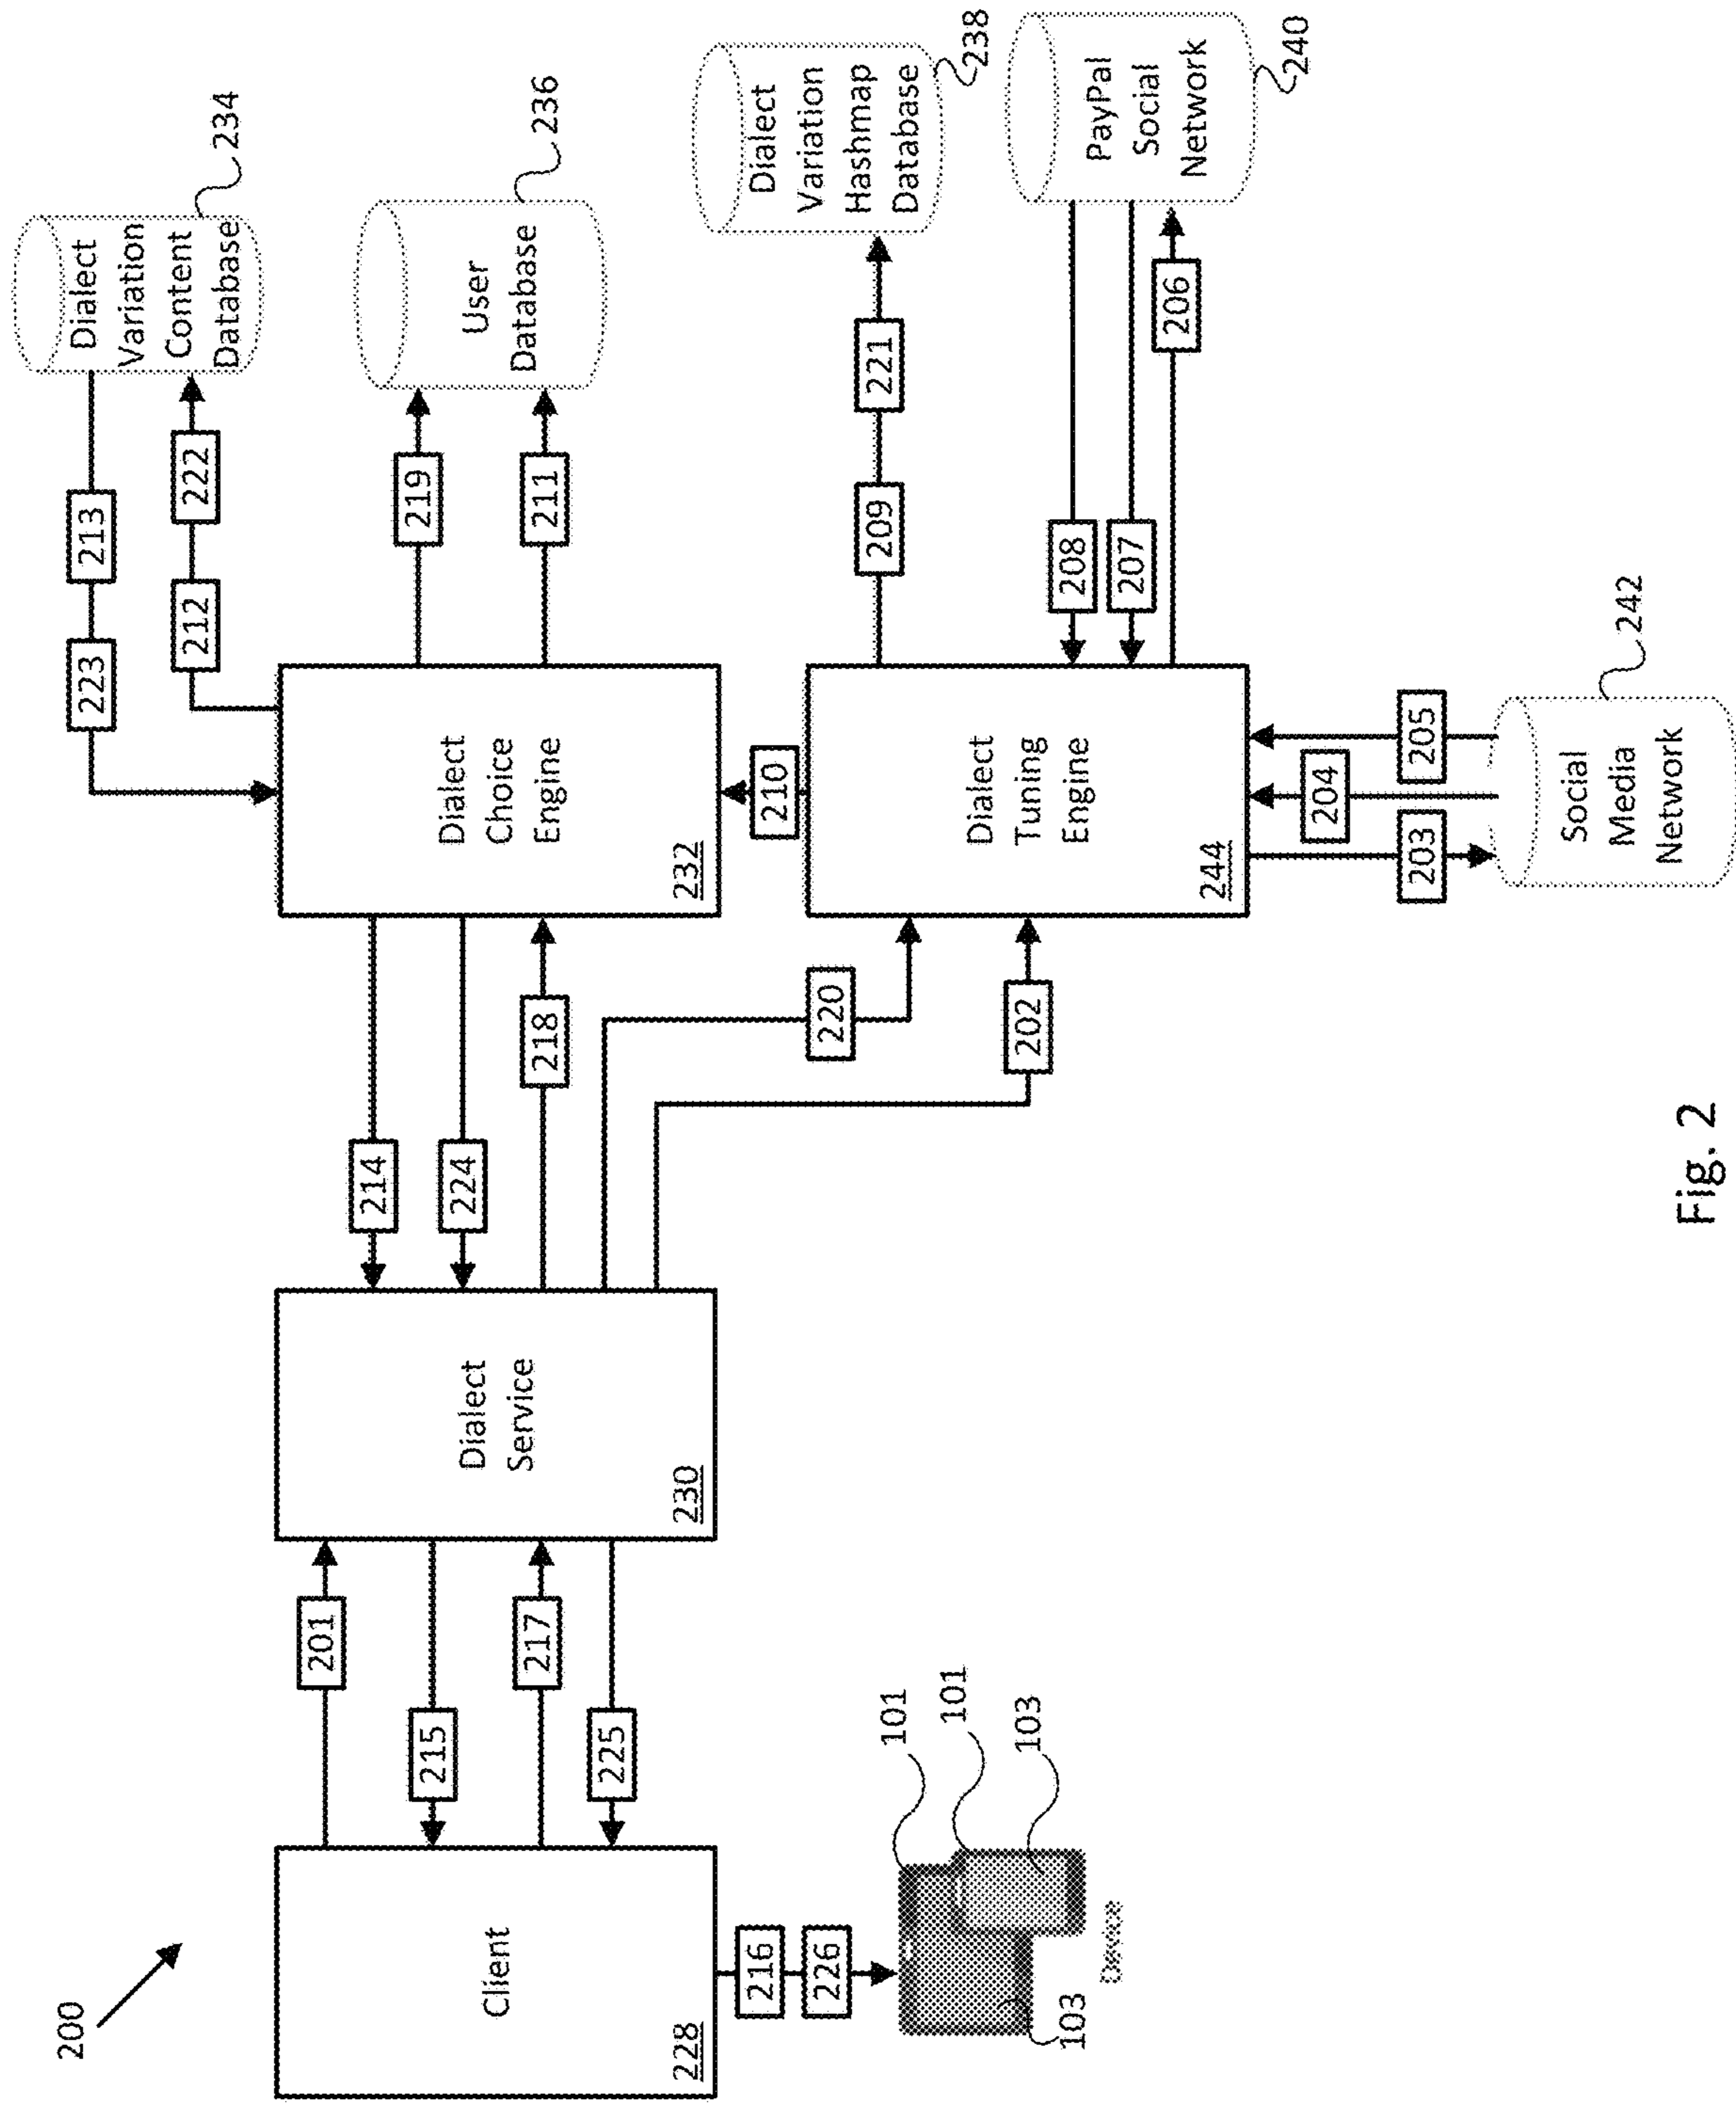 200
Client
228
201
215
217
225
216
226
101
101
103
103
Device
Dialect
Service
230
214
224
218
220
202
Dialect
Choice
Engine
232
210
Dialect
Tuning
Engine
244
223
213
212
222
219
211
209
221
208
207
206
203
204
205
Dialect
Variation
Content
Database
234
User
Database
236
Dialect
Variation
Hashmap
Database
238
PayPal
Social
Network
240
Social
Media
Network
242
Fig. 2